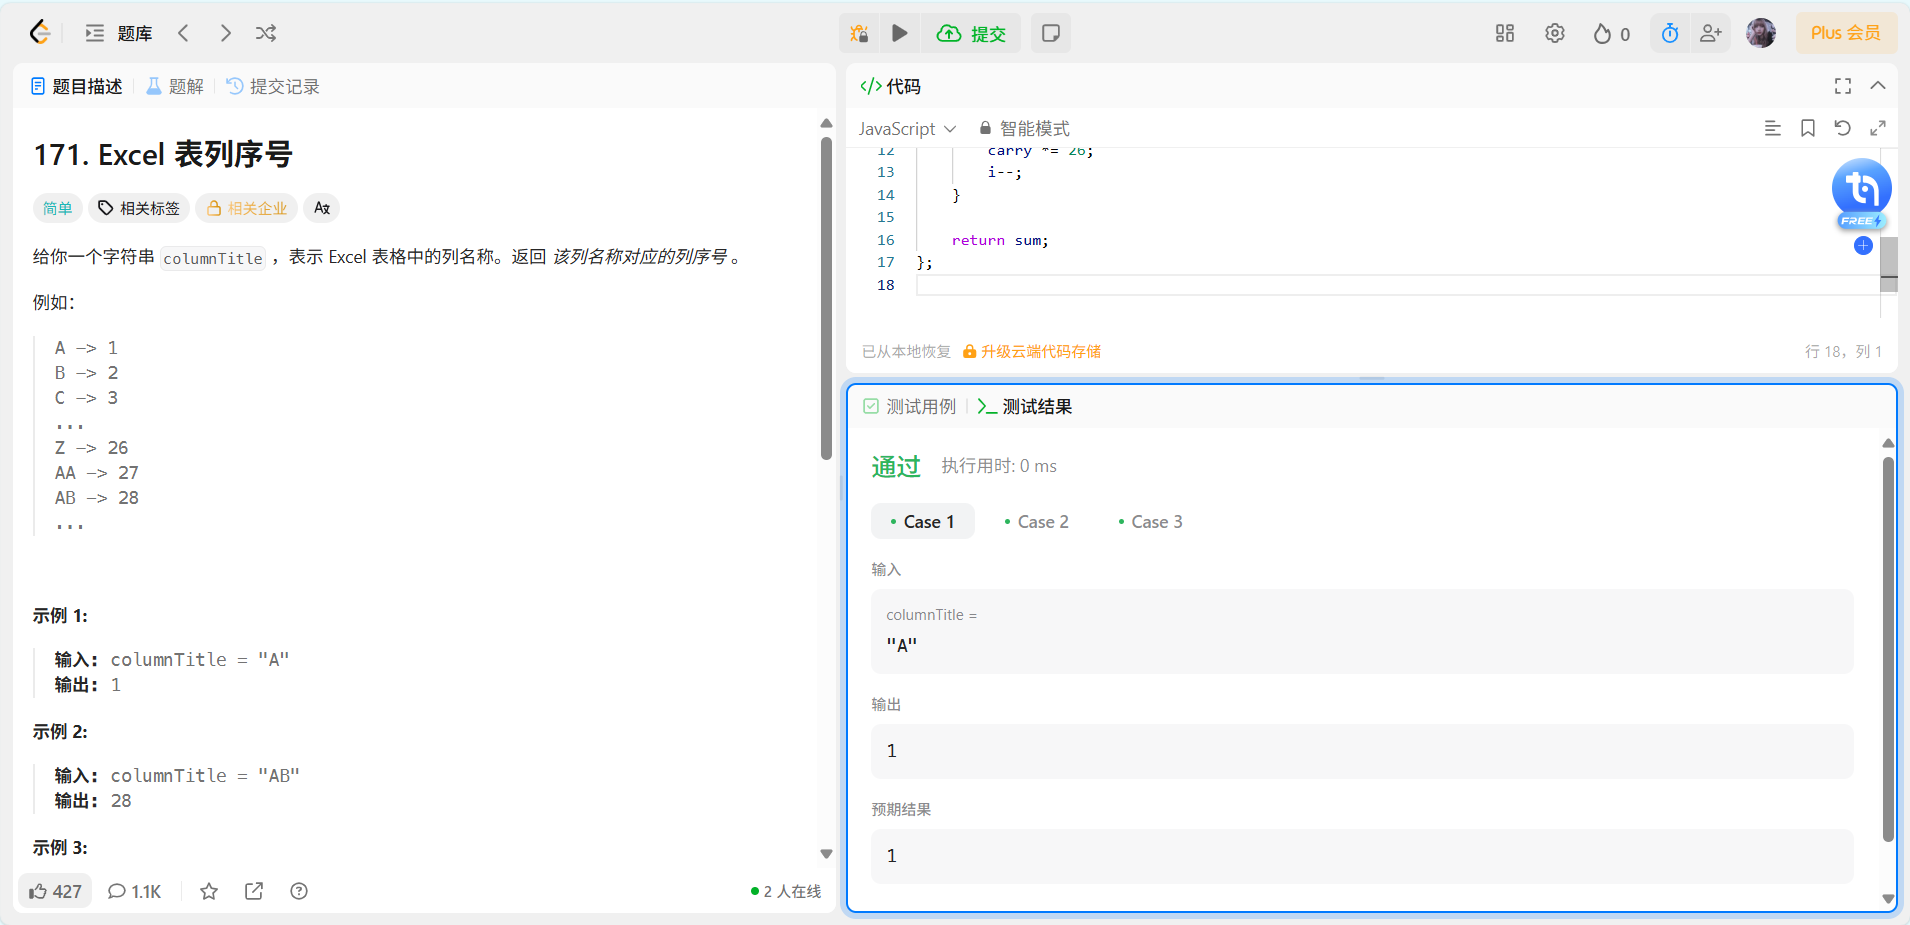 题库
提交
0
Plus 会员
题目描述
题解
提交记录
171. Excel 表列序号
简单
相关标签
相关企业
给你一个字符串 columnTitle ，表示 Excel 表格中的列名称。返回 该列名称对应的列序号 。
例如：
A -> 1
B -> 2
C -> 3
...
Z -> 26
AA -> 27
AB -> 28
...
示例 1:
输入: columnTitle = "A"
输出: 1
示例 2:
输入: columnTitle = "AB"
输出: 28
示例 3:
427
1.1K
2 人在线
</> 代码
JavaScript
智能模式
12 carry *= 26;
13 i--;
14 }
15
16 return sum;
17 };
18
FREE
已从本地恢复
升级云端代码存储
行 18，列 1
测试用例
测试结果
通过
执行用时: 0 ms
Case 1
Case 2
Case 3
输入
columnTitle =
"A"
输出
1
预期结果
1